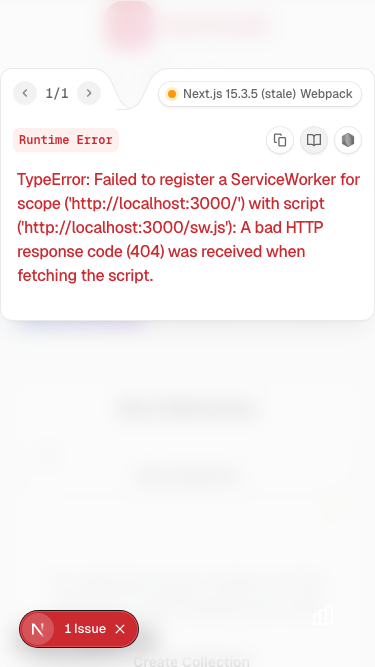 1/1
Next.js 15.3.5 (stale) Webpack
Runtime Error
TypeError: Failed to register a ServiceWorker for
scope ('http://localhost:3000/') with script
('http://localhost:3000/sw.js'): A bad HTTP
response code (404) was received when
fetching the script.
N
1 Issue
Create Collection